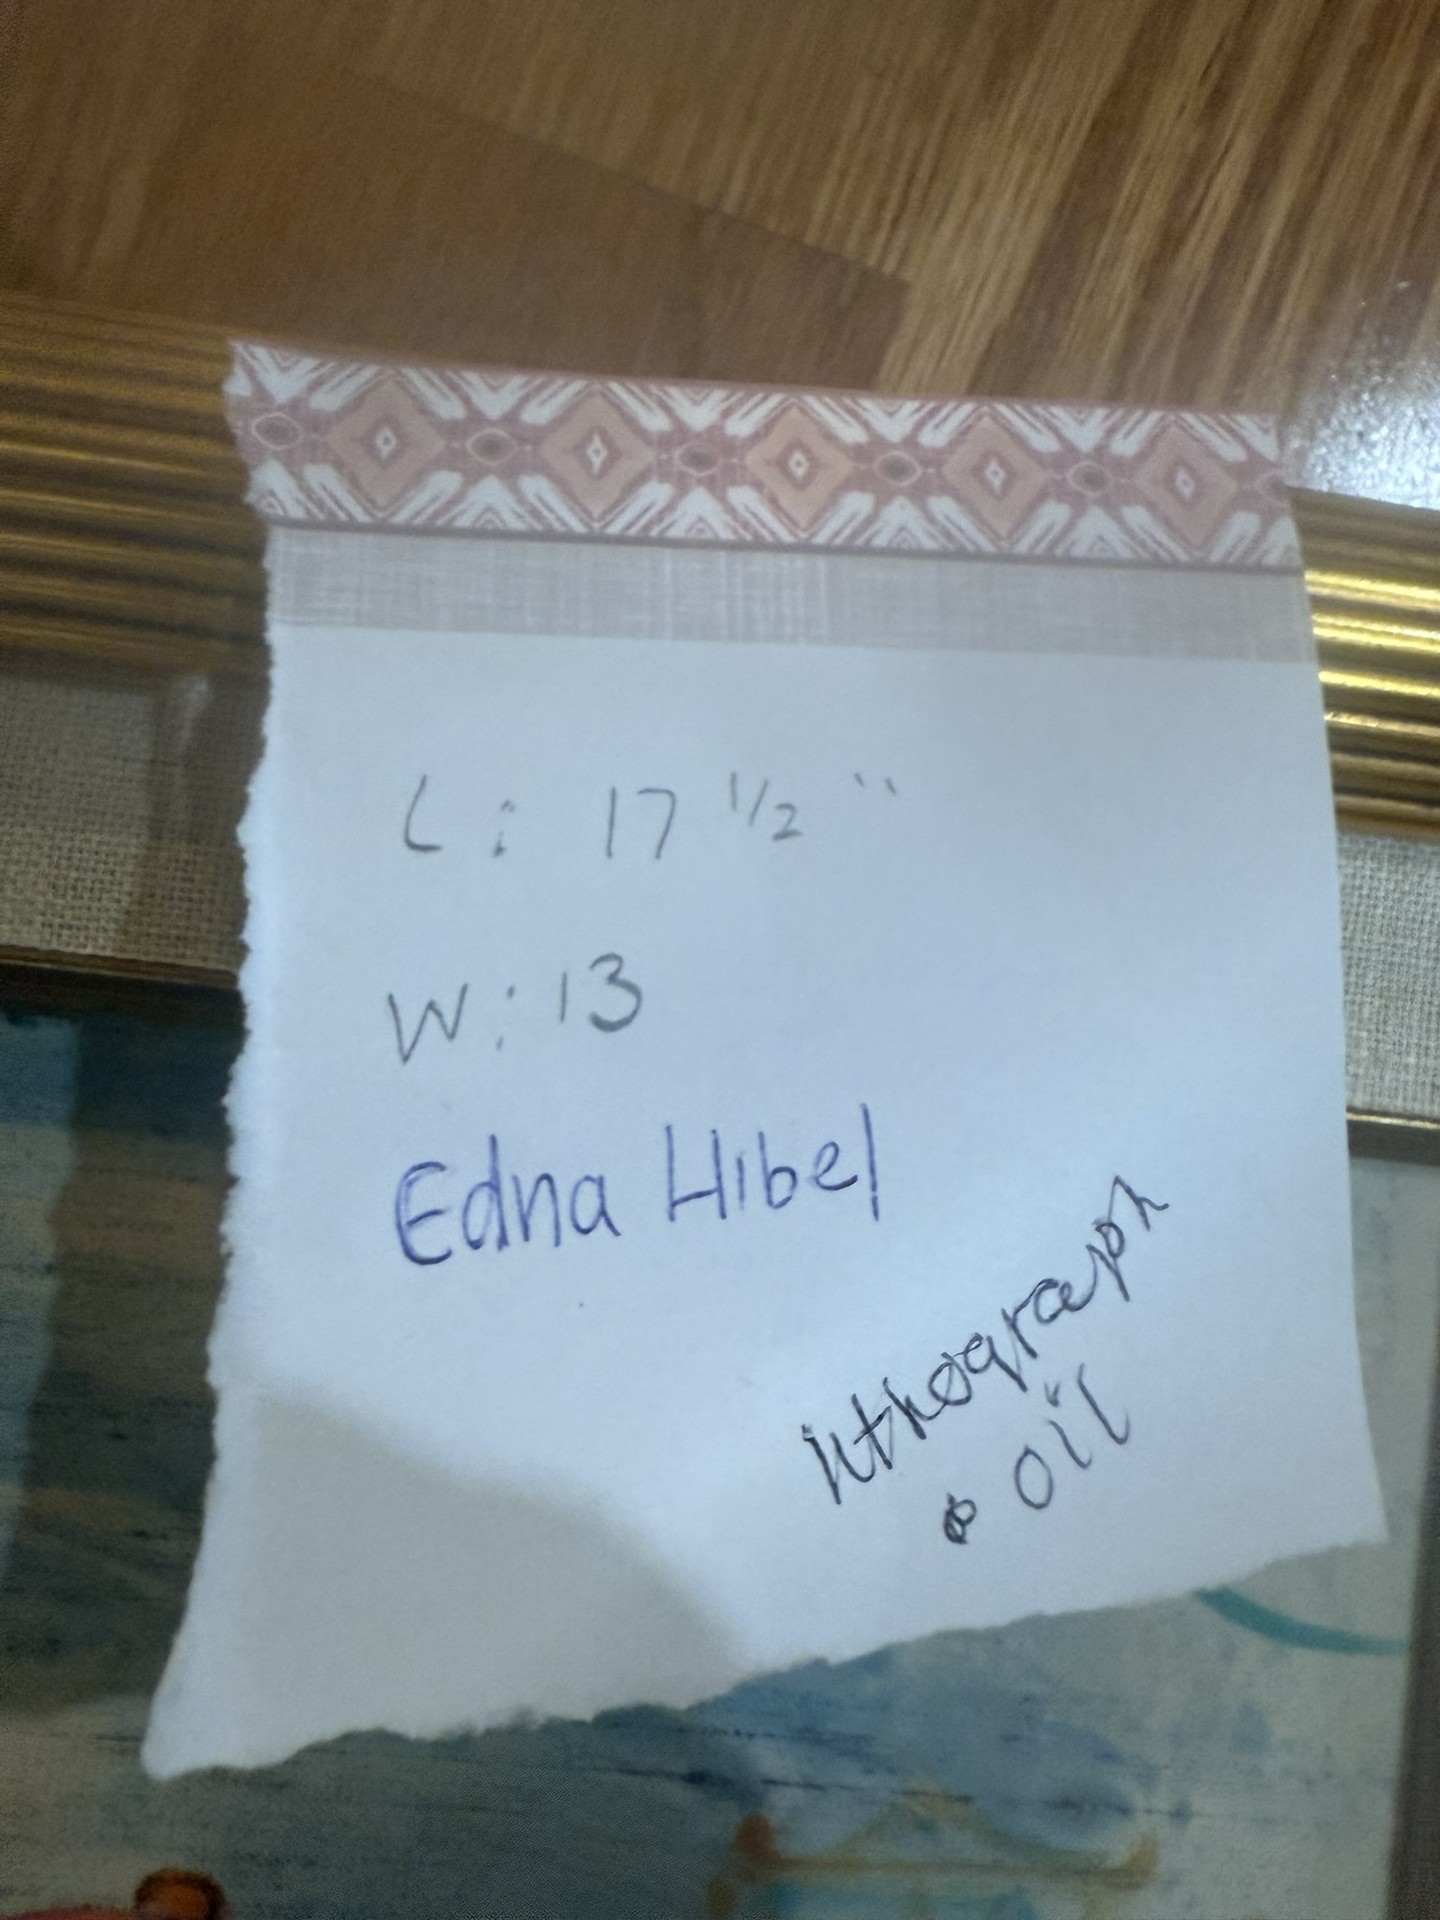 L: 17 1/2 "
W: 13
Edna Hibel
lithograph
oil